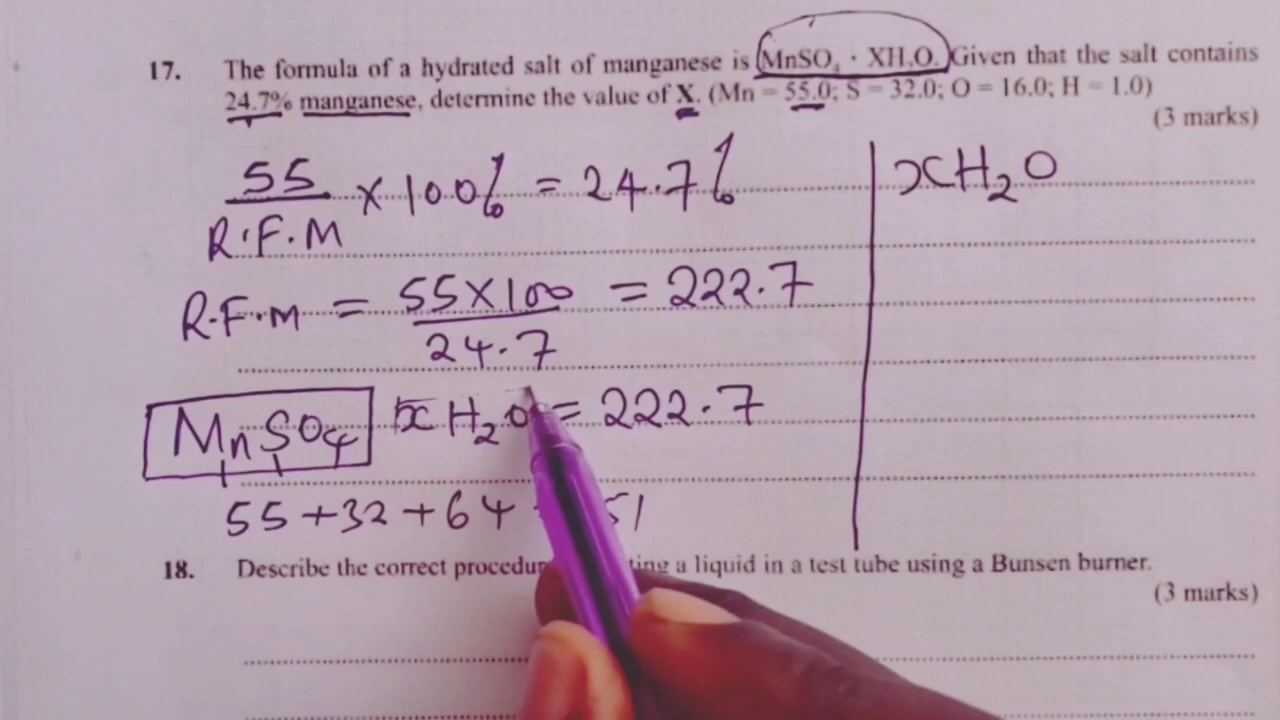 17. The formula of a hydrated salt of manganese is MnSO₄ · XH₂O. Given that the salt contains
24.7% manganese, determine the value of X. (Mn = 55.0; S = 32.0; O = 16.0; H = 1.0)
(3 marks)
55/R.F.M × 100% = 24.7%
R.F.M = 55×100/24.7 = 222.7
MnSO₄ xH₂O = 222.7
55+32+64 51
xH₂O
18. Describe the correct a liquid in a test tube using a Bunsen burner.
(3 marks)